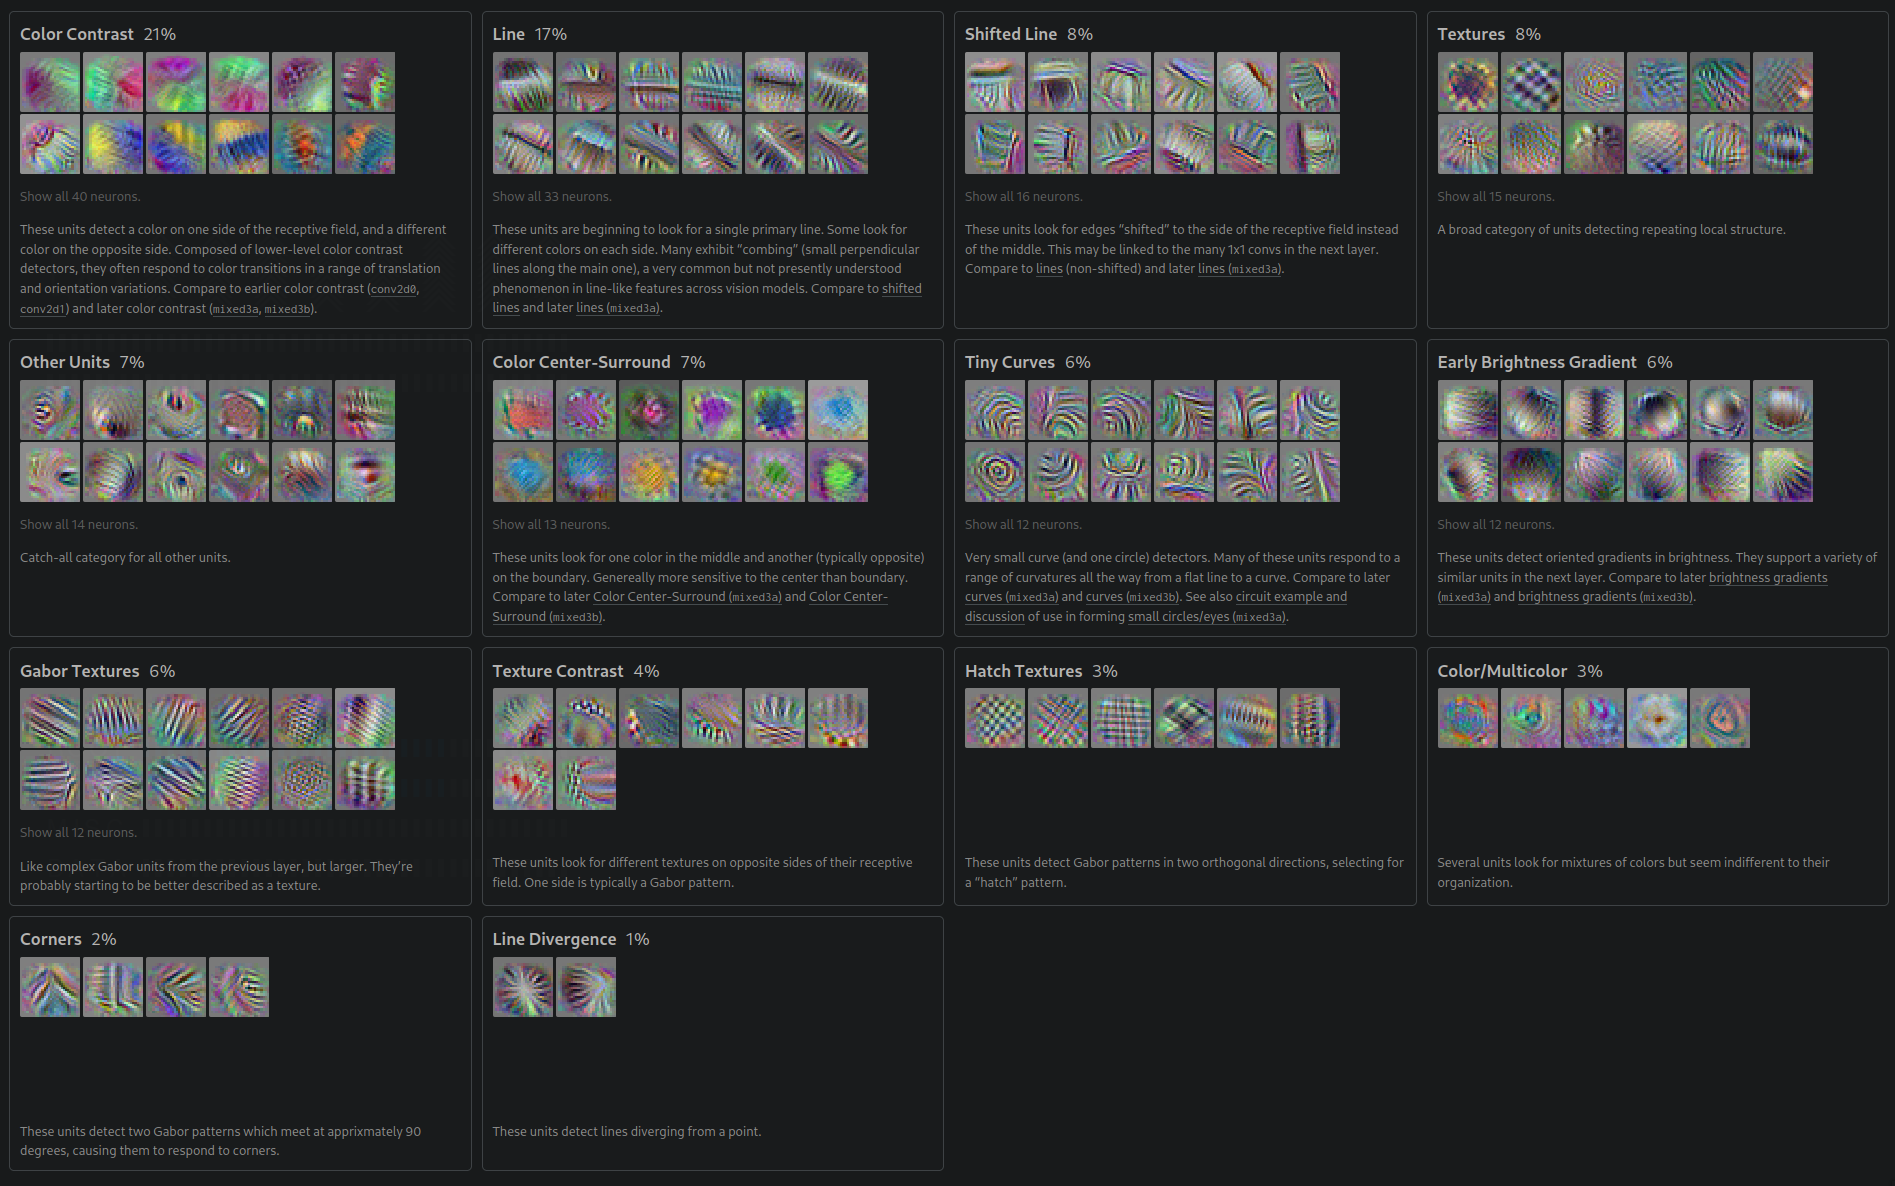 Color Contrast 21%
Show all 40 neurons.
These units detect a color on one side of the receptive field, and a different
color on the opposite side. Composed of lower-level color contrast
detectors, they often respond to color transitions in a range of translation
and orientation variations. Compare to earlier color contrast (conv2d0,
conv2d1) and later color contrast (mixed3a, mixed3b).
Line 17%
Show all 33 neurons.
These units are beginning to look for a single primary line. Some look for
different colors on each side. Many exhibit “combing” (small perpendicular
lines along the main one), a very common but not presently understood
phenomenon in line-like features across vision models. Compare to shifted
lines and later lines (mixed3a).
Shifted Line 8%
Show all 16 neurons.
These units look for edges “shifted” to the side of the receptive field instead
of the middle. This may be linked to the many 1x1 convs in the next layer.
Compare to lines (non-shifted) and later lines (mixed3a).
Textures 8%
Show all 15 neurons.
A broad category of units detecting repeating local structure.
Other Units 7%
Show all 14 neurons.
Catch-all category for all other units.
Color Center-Surround 7%
Show all 13 neurons.
These units look for one color in the middle and another (typically opposite)
on the boundary. Genereally more sensitive to the center than boundary.
Compare to later Color Center-Surround (mixed3a) and Color Center-
Surround (mixed3b).
Tiny Curves 6%
Show all 12 neurons.
Very small curve (and one circle) detectors. Many of these units respond to a
range of curvatures all the way from a flat line to a curve. Compare to later
curves (mixed3a) and curves (mixed3b). See also circuit example and
discussion of use in forming small circles/eyes (mixed3a).
Early Brightness Gradient 6%
Show all 12 neurons.
These units detect oriented gradients in brightness. They support a variety of
similar units in the next layer. Compare to later brightness gradients
(mixed3a) and brightness gradients (mixed3b).
Gabor Textures 6%
Show all 12 neurons.
Like complex Gabor units from the previous layer, but larger. They’re
probably starting to be better described as a texture.
Texture Contrast 4%
These units look for different textures on opposite sides of their receptive
field. One side is typically a Gabor pattern.
Hatch Textures 3%
These units detect Gabor patterns in two orthogonal directions, selecting for
a “hatch” pattern.
Color/Multicolor 3%
Several units look for mixtures of colors but seem indifferent to their
organization.
Corners 2%
These units detect two Gabor patterns which meet at apprixmately 90
degrees, causing them to respond to corners.
Line Divergence 1%
These units detect lines diverging from a point.